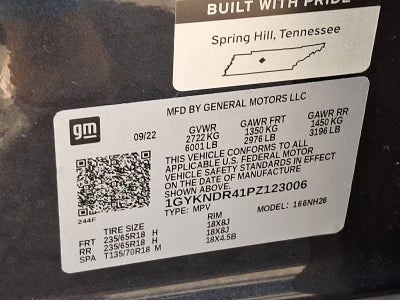 BUILT WITH PRIDE
Spring Hill, Tennessee
gm
MFD BY GENERAL MOTORS LLC
09/22 GVWR GAWR FRT GAWR RR
2722 KG 1350 KG 1450 KG
6001 LB 2976 LB 3196 LB
THIS VEHICLE CONFORMS TO ALL
APPLICABLE U.S. FEDERAL MOTOR
VEHICLE SAFETY STANDARDS IN EFFECT
ON THE DATE OF MANUFACTURE
SHOWN ABOVE.
1GYKNDR41PZ123006
TYPE: MPV MODEL: 166NH26
244F
TIRE SIZE RIM
FRT 235/65R18 H 18X8J
RR 235/65R18 H 18X8J
SPA T135/70R18 M 18X4.5B